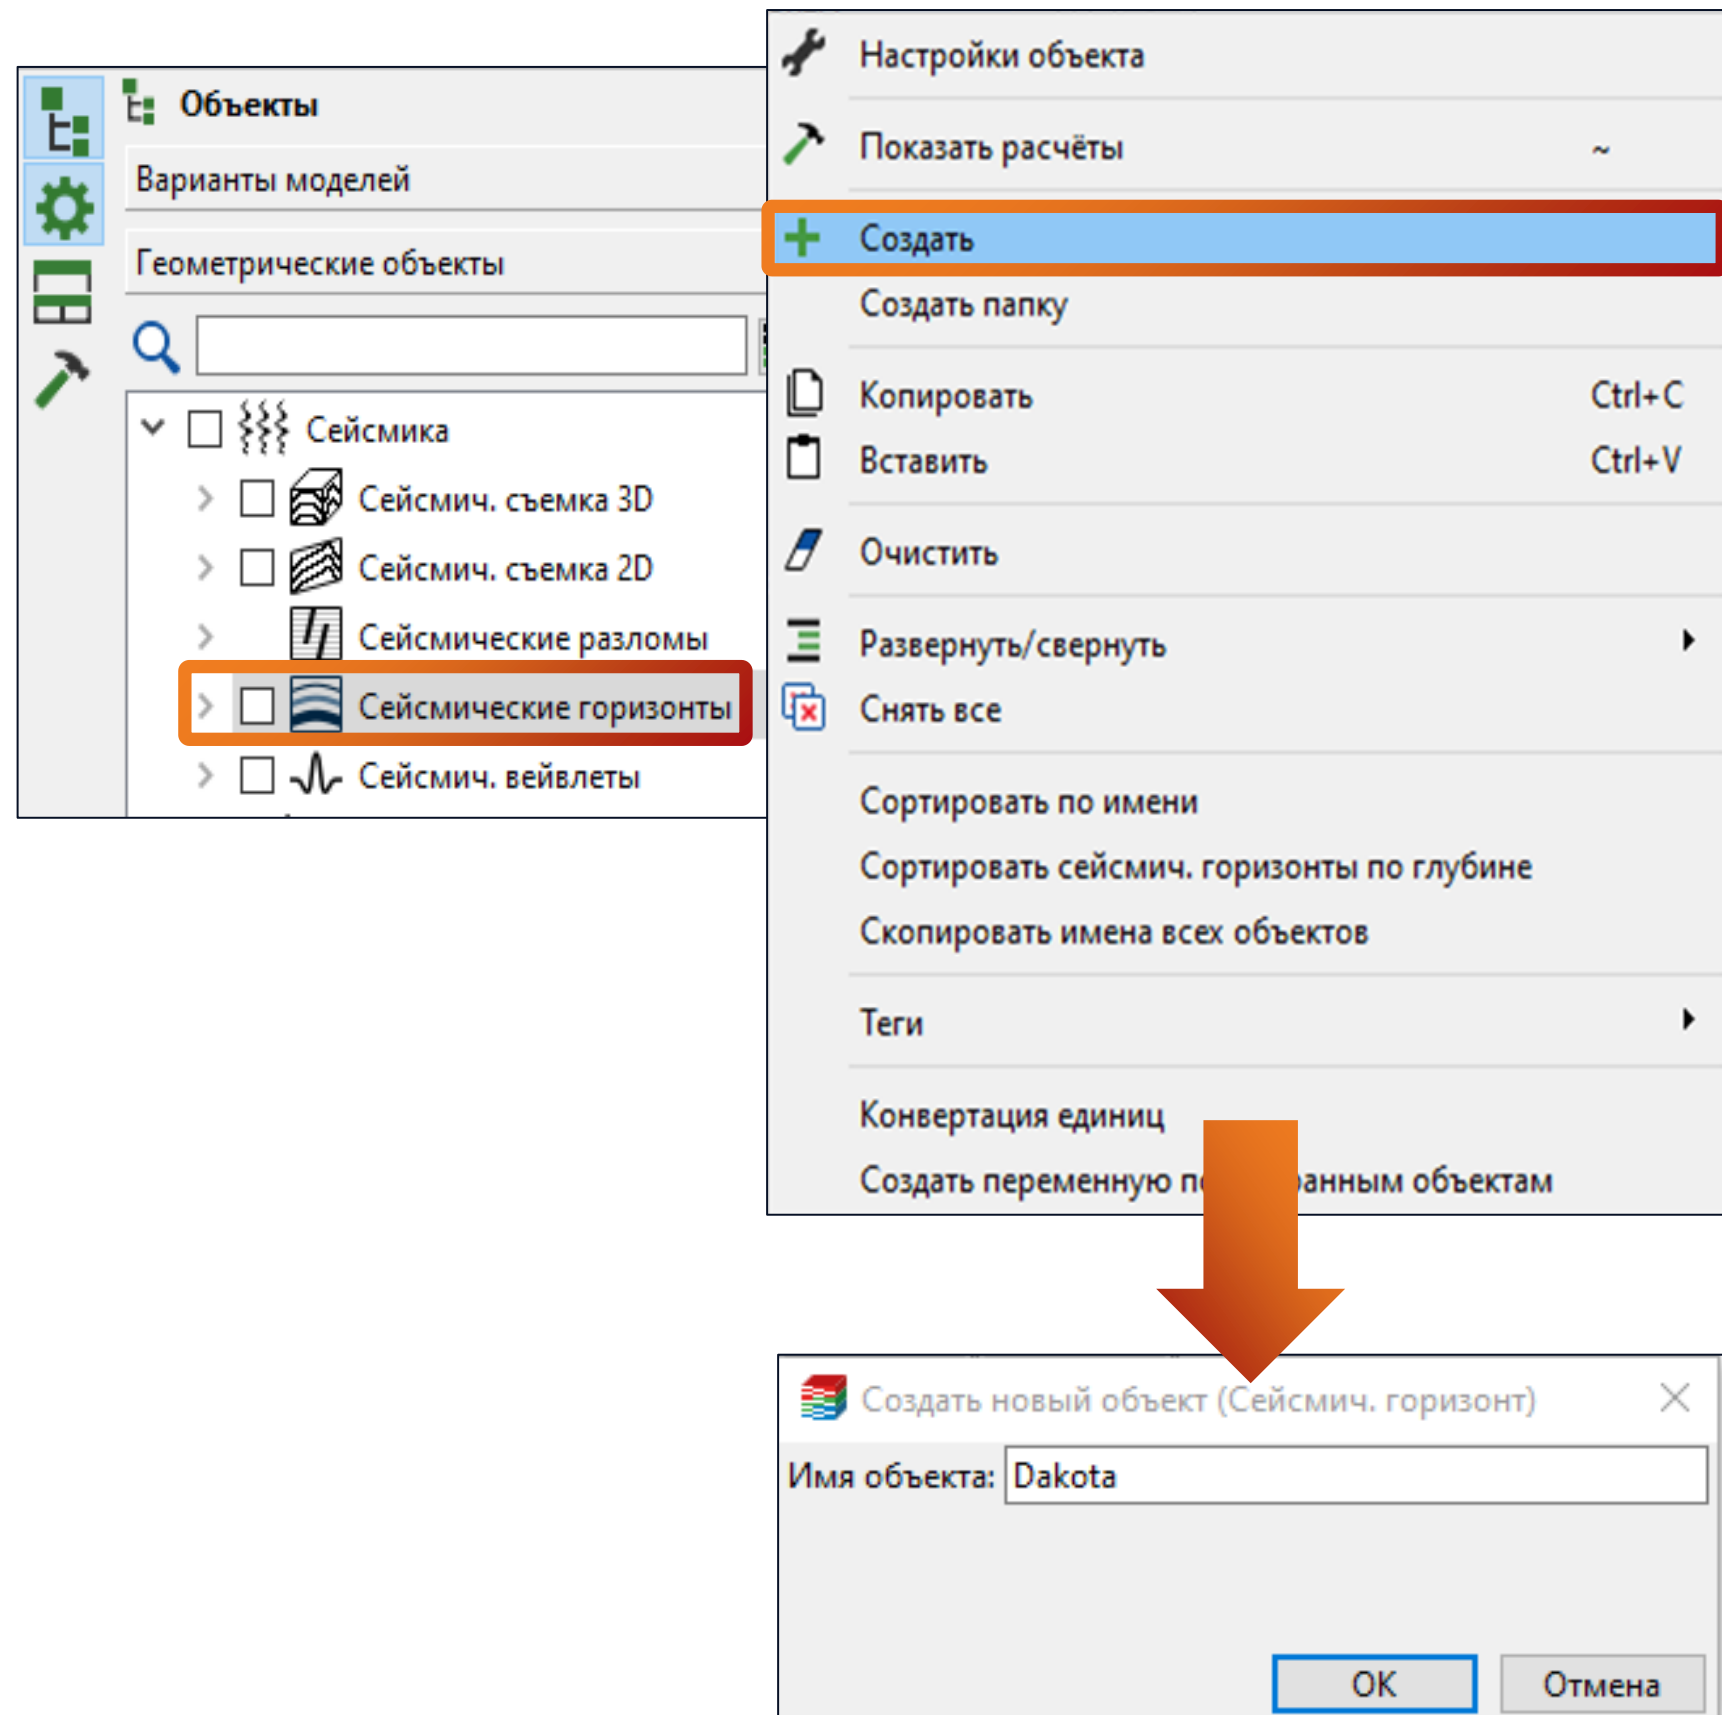 Объекты
Варианты моделей
Геометрические объекты
Сейсмика
Сейсмич. съемка 3D
Сейсмич. съемка 2D
Сейсмические разломы
Сейсмические горизонты
Сейсмич. вейвлеты
Настройки объекта
Показать расчёты ~
Создать
Создать папку
Копировать Ctrl+C
Вставить Ctrl+V
Очистить
Развернуть/свернуть
Снять все
Сортировать по имени
Сортировать сейсмич. горизонты по глубине
Скопировать имена всех объектов
Теги
Конвертация единиц
Создать переменную объектам
Создать новый объект (Сейсмич. горизонт)
Имя объекта: Dakota
OK Отмена